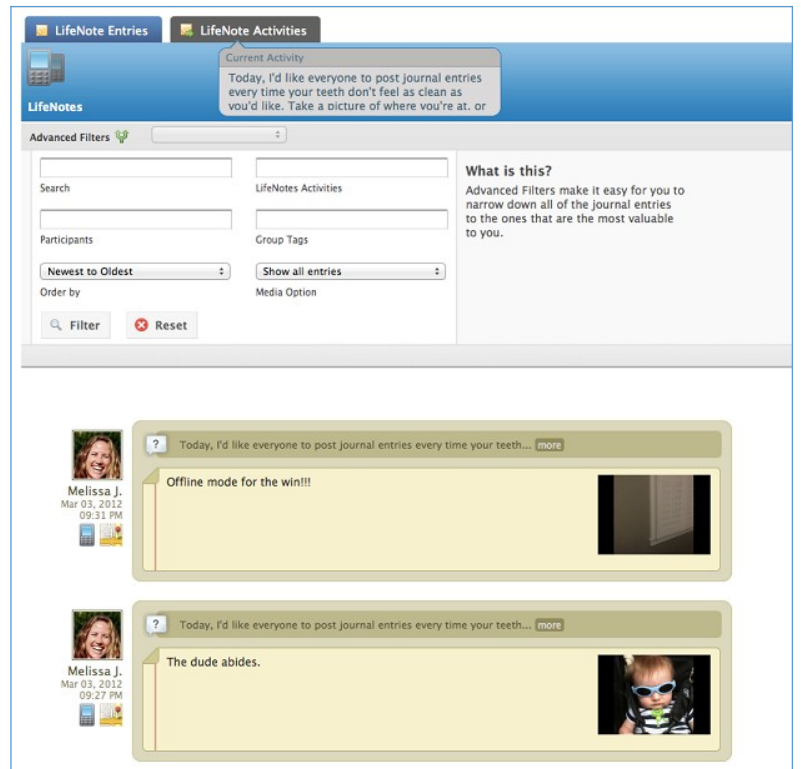 LifeNote Entries
LifeNote Activities
Current Activity
Today, I'd like everyone to post journal entries
every time your teeth don't feel as clean as
you'd like. Take a picture of where you're at, or
LifeNotes
Advanced Filters
Search
LifeNotes Activities
Participants
Group Tags
Newest to Oldest
Show all entries
Order by
Media Option
Filter
Reset
What is this?
Advanced Filters make it easy for you to
narrow down all of the journal entries
to the ones that are the most valuable
to you.
? Today, I'd like everyone to post journal entries every time your teeth... more
Offline mode for the win!!!
Melissa J.
Mar 03, 2012
09:31 PM
? Today, I'd like everyone to post journal entries every time your teeth... more
The dude abides.
Melissa J.
Mar 03, 2012
09:27 PM